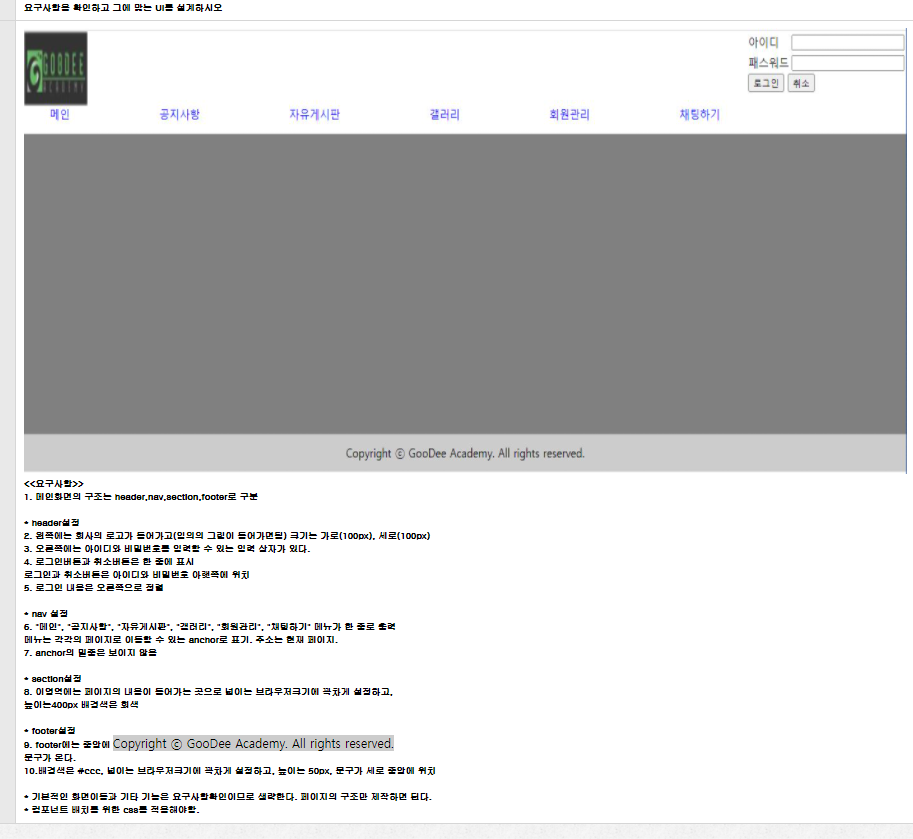 요구사항을 확인하고 그에 맞는 UI를 설계하시오
GOODEE
ACADEMY
아이디
패스워드
로그인 취소
메인 공지사항 자유게시판 갤러리 회원관리 채팅하기
Copyright ⓒ GooDee Academy. All rights reserved.
<<요구사항>>
1. 메인화면의 구조는 header,nav,section,footer로 구분
* header설정
2. 왼쪽에는 회사의 로고가 들어가고(임의의 그림이 들어가면됨) 크기는 가로(100px), 세로(100px)
3. 오른쪽에는 아이디와 비밀번호를 입력할 수 있는 입력 상자가 있다.
4. 로그인버튼과 취소버튼은 한 줄에 표시
로그인과 취소버튼은 아이디와 비밀번호 아랫쪽에 위치
5. 로그인 내용은 오른쪽으로 정렬
* nav 설정
6. "메인", "공지사항", "자유게시판", "갤러리", "회원관리", "채팅하기" 메뉴가 한 줄로 출력
메뉴는 각각의 페이지로 이동할 수 있는 anchor로 표기. 주소는 현재 페이지.
7. anchor의 밑줄은 보이지 않음
* section설정
8. 이영역에는 페이지의 내용이 들어가는 곳으로 넓이는 브라우저크기에 꽉차게 설정하고,
높이는400px 배경색은 회색
* footer설정
9. footer에는 중앙에 Copyright ⓒ GooDee Academy. All rights reserved.
문구가 온다.
10.배경색은 #ccc, 넓이는 브라우저크기에 꽉차게 설정하고, 높이는 50px, 문구가 세로 중앙에 위치
* 기본적인 화면이동과 기타 기능은 요구사항확인이므로 생략한다. 페이지의 구조만 제작하면 된다.
* 컴포넌트 배치를 위한 css를 적용해야함.